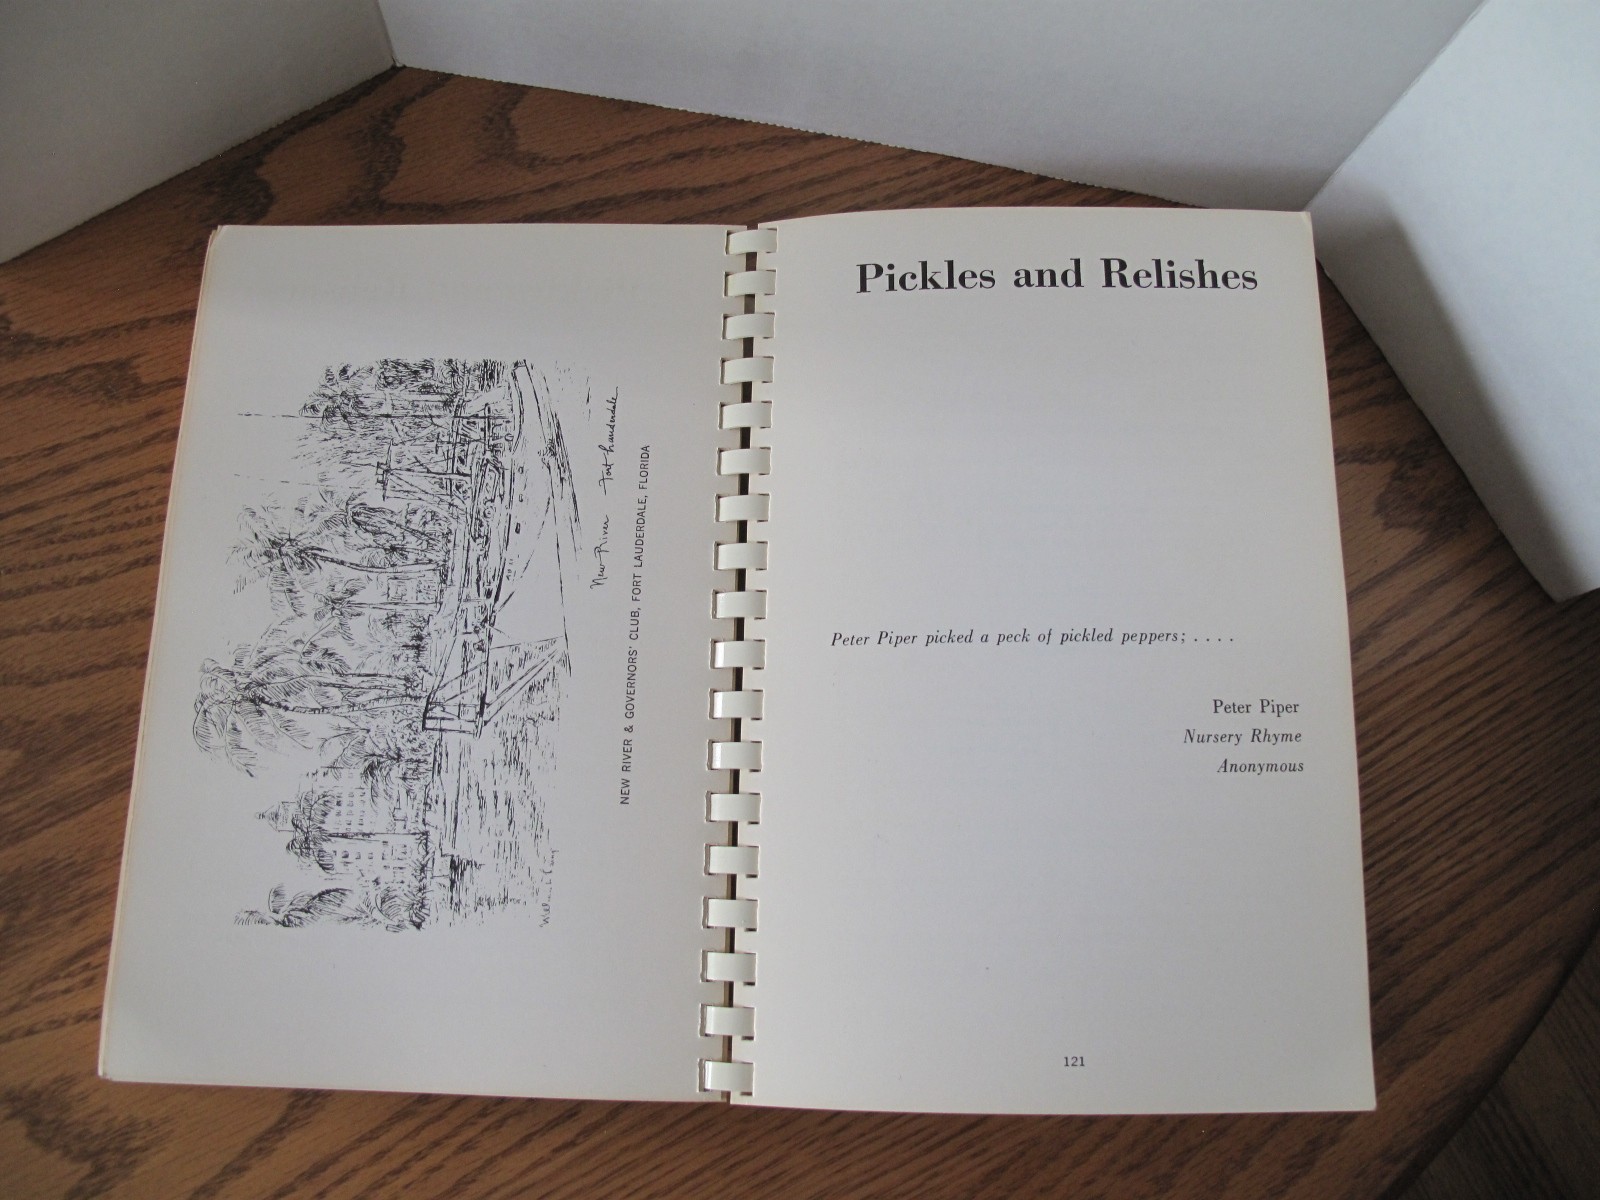 New River Fort Lauderdale
NEW RIVER & GOVERNORS' CLUB, FORT LAUDERDALE, FLORIDA
Pickles and Relishes
Peter Piper picked a peck of pickled peppers; . . . .
Peter Piper
Nursery Rhyme
Anonymous
121